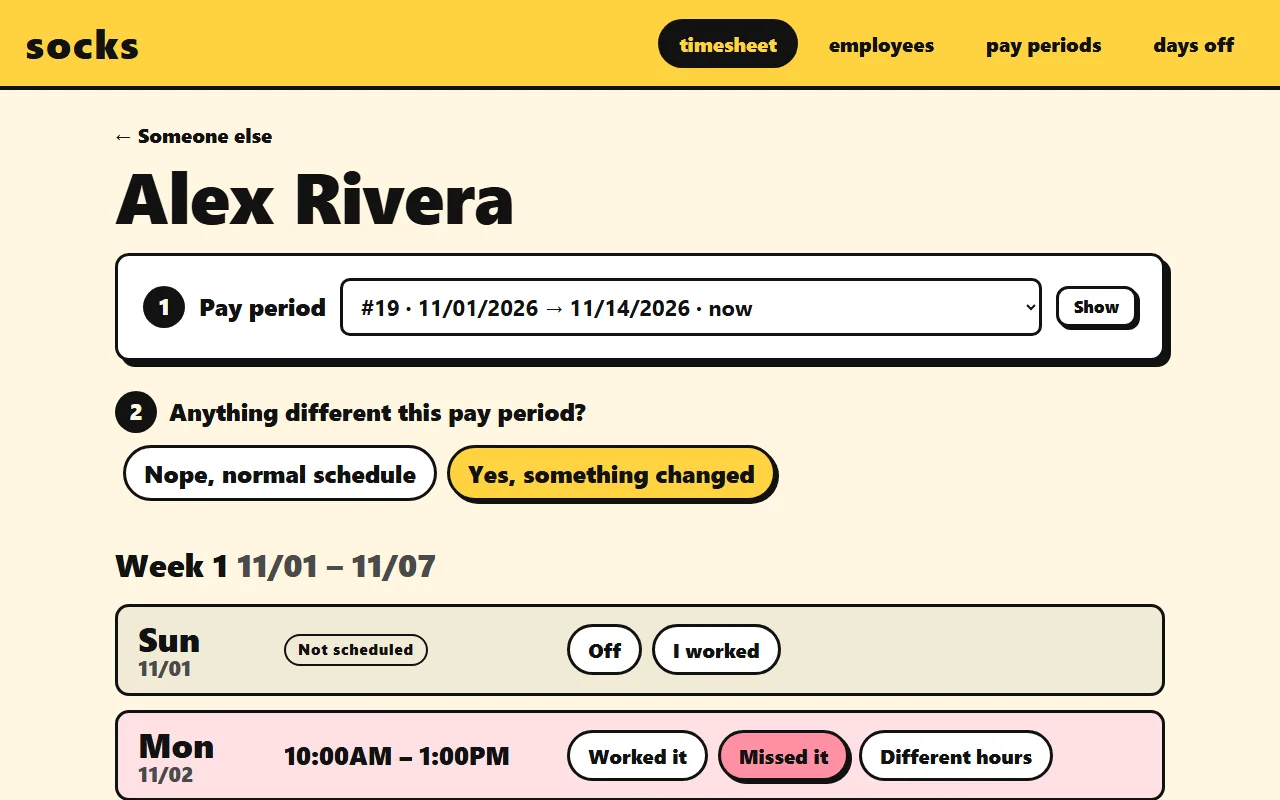 socks
timesheet employees pay periods days off
← Someone else
Alex Rivera
1 Pay period #19 · 11/01/2026 → 11/14/2026 · now Show
2 Anything different this pay period?
Nope, normal schedule Yes, something changed
Week 1 11/01 – 11/07
Sun
11/01
Not scheduled
Off I worked
Mon
11/02
10:00AM – 1:00PM
Worked it Missed it Different hours